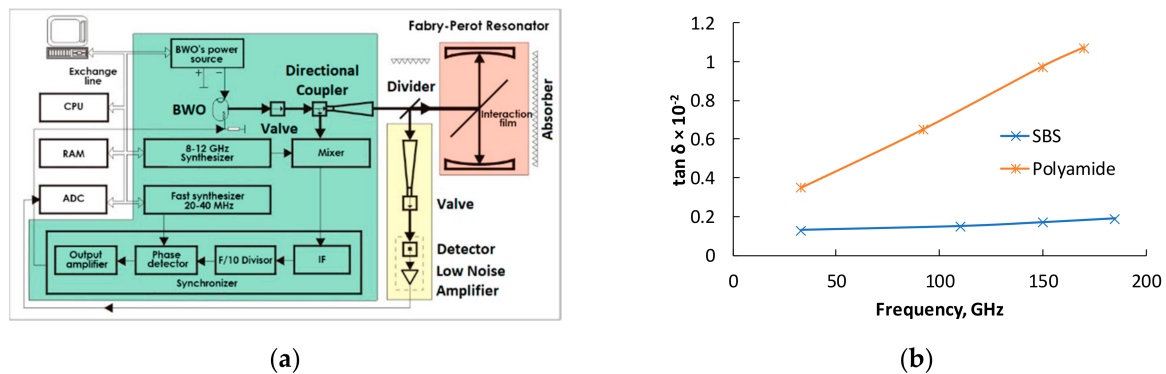 Fabry-Perot Resonator
BWO's power
source
+ −
Exchange
line
Directional
Coupler
Divider
CPU
BWO
Valve
Interaction
film
Absorber
RAM
8-12 GHz
Synthesizer
Mixer
ADC
Fast synthesizer
20-40 MHz
Valve
Output
amplifier
Phase
detector
F/10 Divisor
IF
Synchronizer
Detector
Low Noise
Amplifier
(a)
tan δ × 10-2
1.2
1
0.8
0.6
0.4
0.2
0
0 50 100 150 200
Frequency, GHz
SBS
Polyamide
(b)